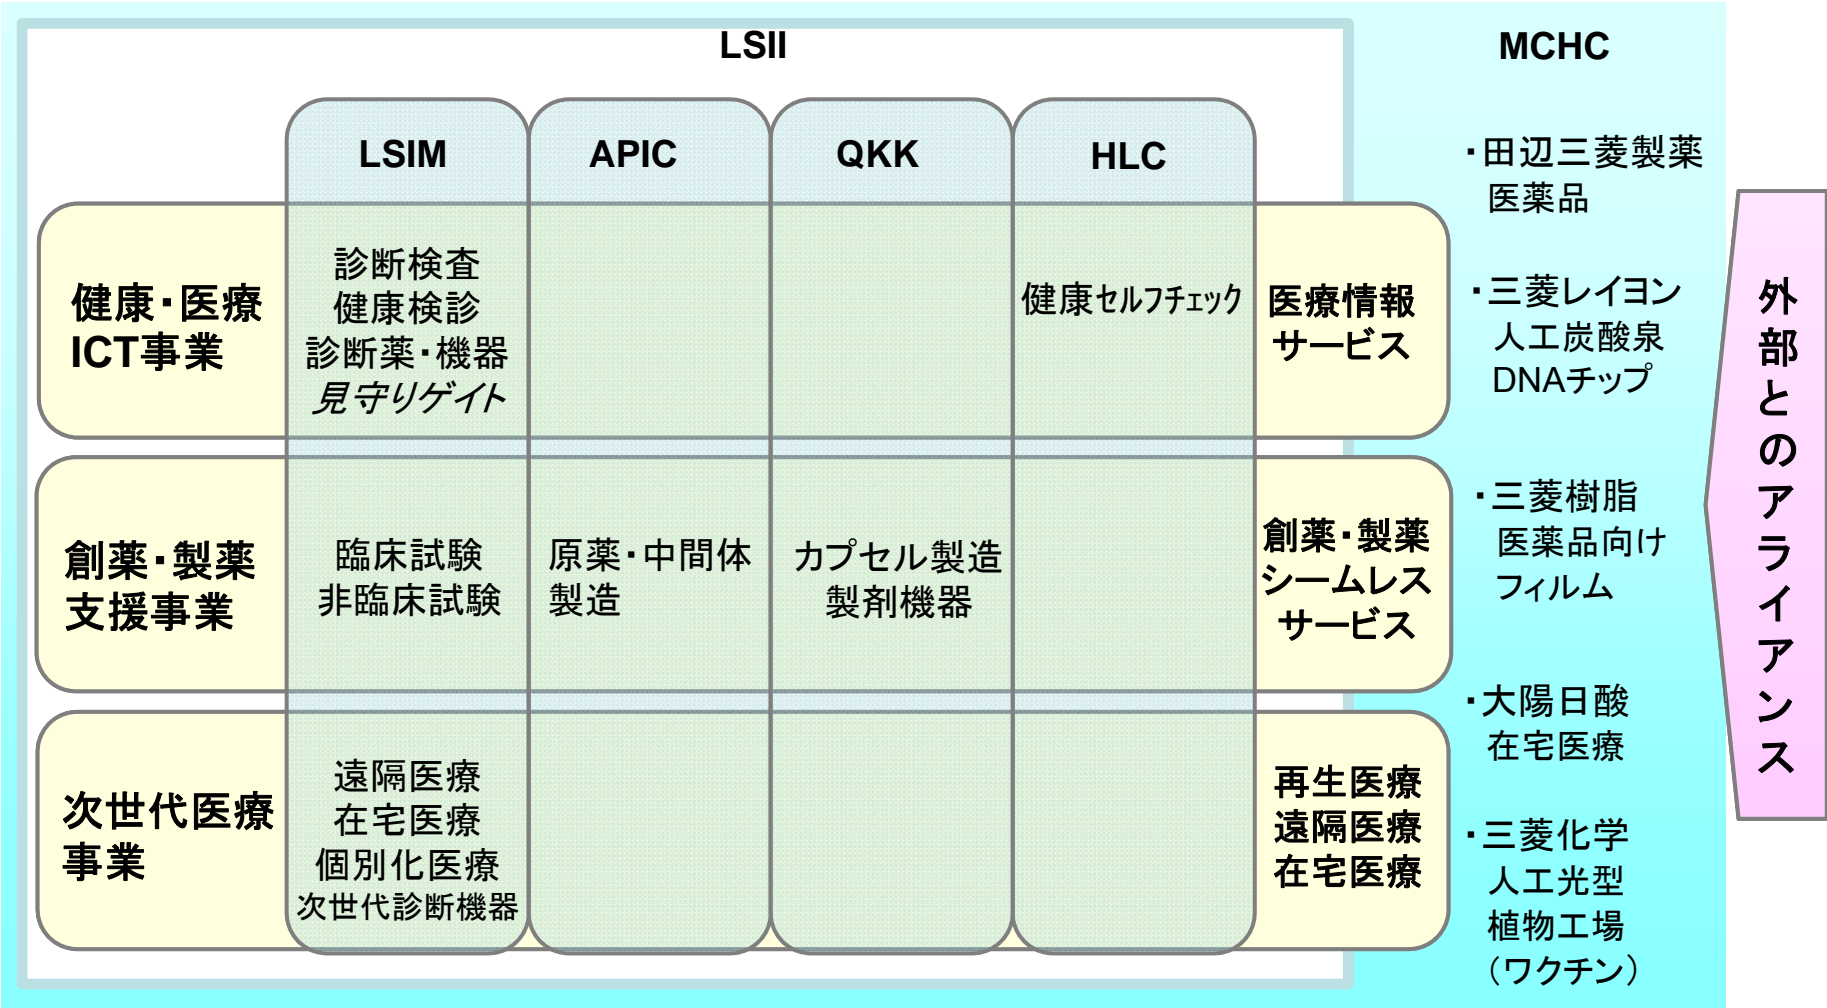 LSII
MCHC
LSIM
APIC
QKK
HLC
健康・医療
ICT事業
診断検査
健康検診
診断薬・機器
見守りゲイト
健康セルフチェック
医療情報
サービス
創薬・製薬
支援事業
臨床試験
非臨床試験
原薬・中間体
製造
カプセル製造
製剤機器
創薬・製薬
シームレス
サービス
次世代医療
事業
遠隔医療
在宅医療
個別化医療
次世代診断機器
再生医療
遠隔医療
在宅医療
・田辺三菱製薬
医薬品
・三菱レイヨン
人工炭酸泉
DNAチップ
・三菱樹脂
医薬品向け
フィルム
・大陽日酸
在宅医療
・三菱化学
人工光型
植物工場
（ワクチン）
外部とのアライアンス